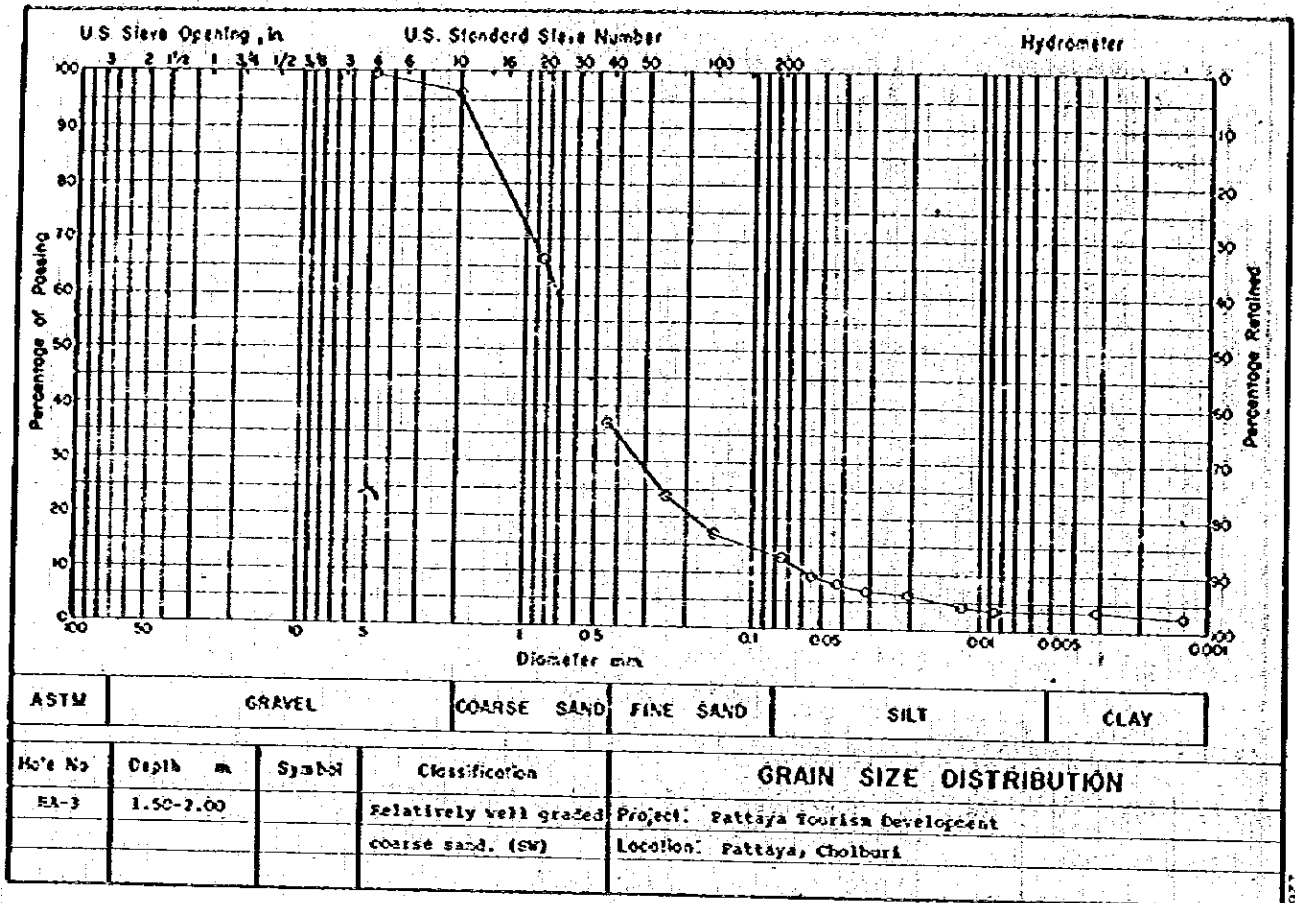 U.S. Sieve Opening, in. U.S. Standard Sieve Number Hydrometer
3 2 1½ 1 3/4 1/2 3/8 3 6 10 16 20 30 40 50 100 200
100 90 80 70 60 50 40 30 20 10 0
Percentage of Passing
0 10 20 30 40 50 60 70 80 90 100
Percentage Retained
100 50 10 5 1 0.5 0.1 0.05 0.01 0.005 0.001
Diameter mm.
ASTM GRAVEL COARSE SAND FINE SAND SILT CLAY
Hole No Depth m Symbol Classification GRAIN SIZE DISTRIBUTION
1.50-2.00 Relatively well graded Project: Pattaya Tourism Development
coarse sand. (SW) Location: Pattaya, Cholburi